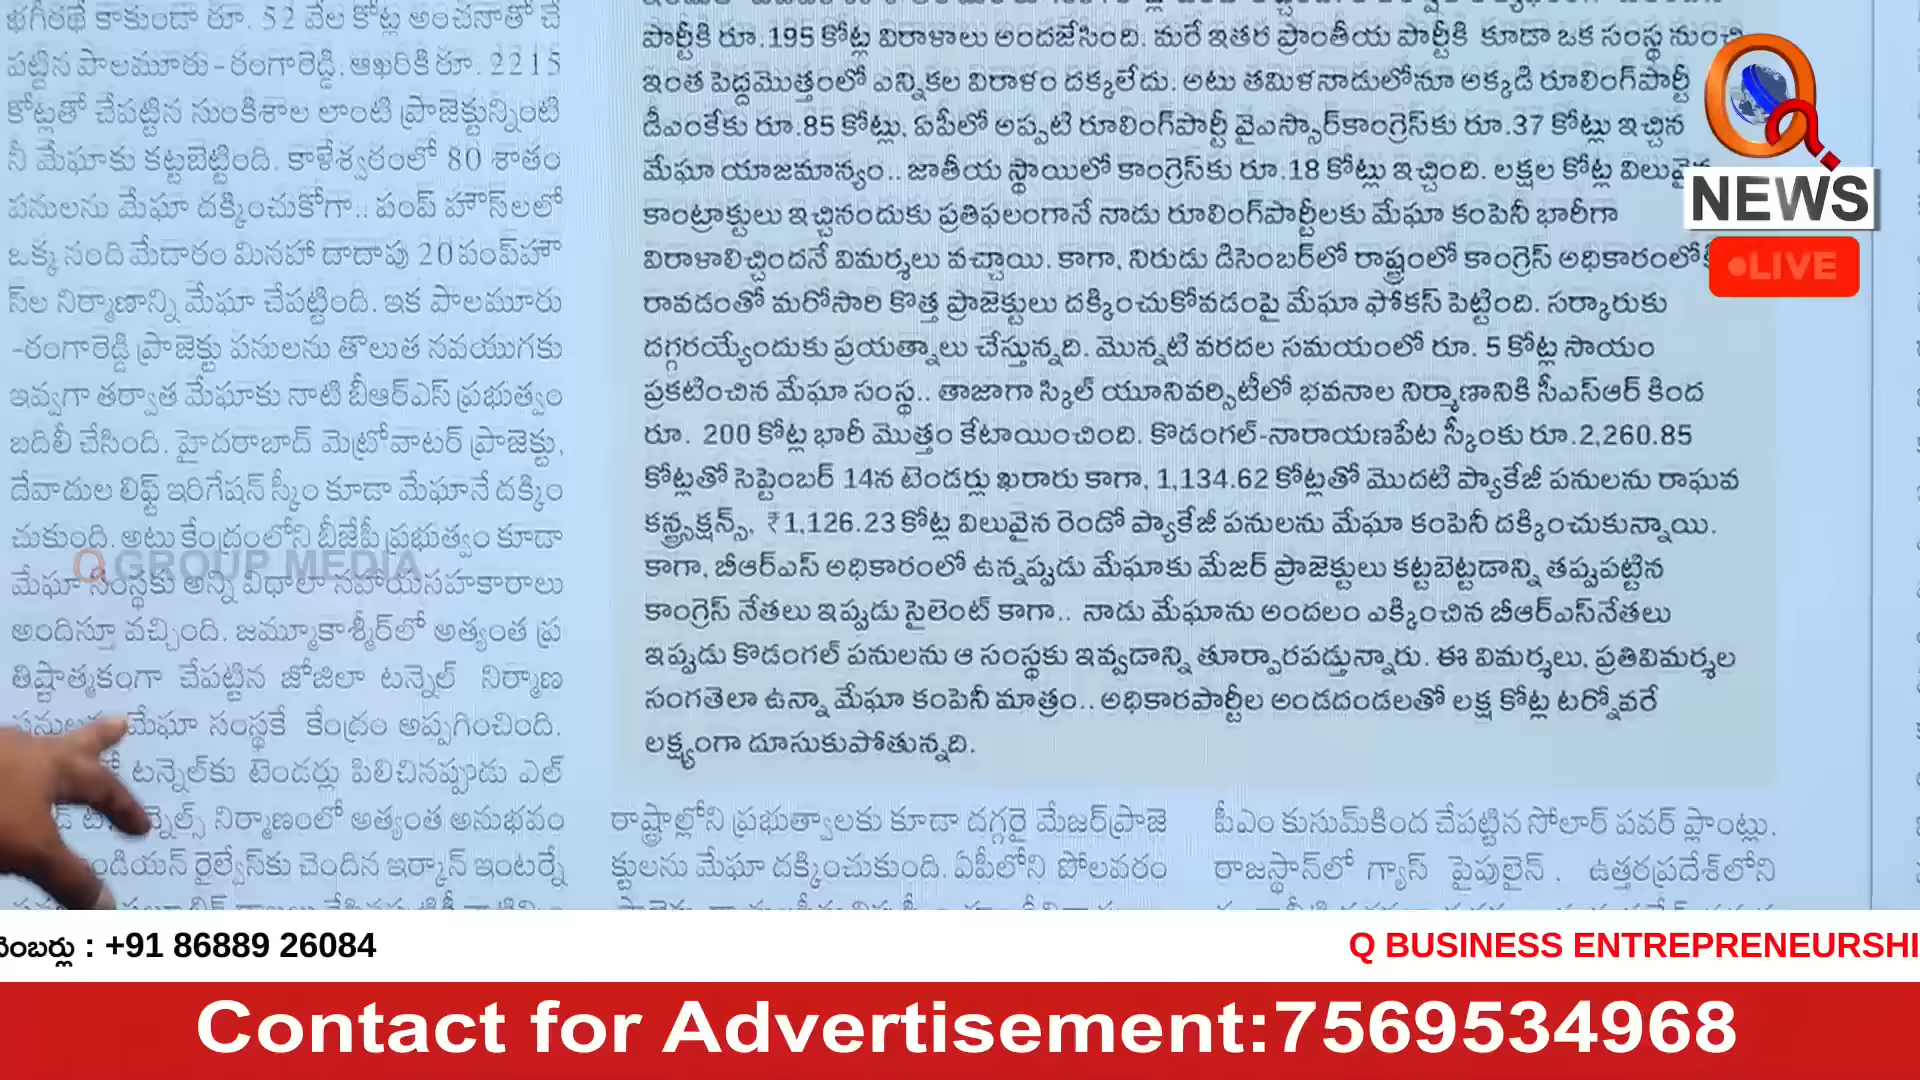 భగీరథే కాకుండా రూ. 52 వేల కోట్ల అంచనాతో చే
పట్టిన పాలమూరు-రంగారెడ్డి, ఆఖరికి రూ. 2215
కోట్లతో చేపట్టిన సుంకిశాల లాంటి ప్రాజెక్టున్నింటి
నీ మేఘాకు కట్టబెట్టింది. కాళేశ్వరంలో 80 శాతం
పనులను మేఘా దక్కించుకోగా.. పంప్ హౌస్‌లలో
ఒక్క నంది మేడారం మినహా దాదాపు 20 పంప్‌హౌ
స్‌ల నిర్మాణాన్ని మేఘా చేపట్టింది. ఇక పాలమూరు
-రంగారెడ్డి ప్రాజెక్టు పనులను తొలుత నవయుగకు
ఇవ్వగా తర్వాత మేఘాకు నాటి బీఆర్ఎస్ ప్రభుత్వం
బదిలీ చేసింది. హైదరాబాద్ మెట్రోవాటర్ ప్రాజెక్టు,
దేవాదుల లిఫ్ట్ ఇరిగేషన్ స్కీం కూడా మేఘానే దక్కిం
చుకుంది. అటు కేంద్రంలోని బీజేపీ ప్రభుత్వం కూడా
మేఘా సంస్థకు అన్ని విధాలా సహాయసహకారాలు
అందిస్తూ వచ్చింది. జమ్మూకాశ్మీర్‌లో అత్యంత ప్ర
తిష్టాత్మకంగా చేపట్టిన జోజిలా టన్నెల్ నిర్మాణ
పనులను మేఘా సంస్థకే కేంద్రం అప్పగించింది.
టన్నెల్‌కు టెండర్లు పిలిచినప్పుడు ఎల్
నిర్మాణంలో అత్యంత అనుభవం
రైల్వేస్‌కు చెందిన ఇర్కాన్ ఇంటర్నే
పార్టీకి రూ.195 కోట్ల విరాళాలు అందజేసింది. మరే ఇతర ప్రాంతీయ పార్టీకి కూడా ఒక సంస్థ నుంచి
ఇంత పెద్దమొత్తంలో ఎన్నికల విరాళం దక్కలేదు. అటు తమిళనాడులోనూ అక్కడి రూలింగ్‌పార్టీ
డీఎంకేకు రూ.85 కోట్లు, ఏపీలో అప్పటి రూలింగ్‌పార్టీ వైఎస్సార్‌కాంగ్రెస్‌కు రూ.37 కోట్లు ఇచ్చిన
మేఘా యాజమాన్యం.. జాతీయ స్థాయిలో కాంగ్రెస్‌కు రూ.18 కోట్లు ఇచ్చింది. లక్షల కోట్ల విలువైన
కాంట్రాక్టులు ఇచ్చినందుకు ప్రతిఫలంగానే నాడు రూలింగ్‌పార్టీలకు మేఘా కంపెనీ భారీగా
విరాళాలిచ్చిందనే విమర్శలు వచ్చాయి. కాగా, నిరుడు డిసెంబర్‌లో రాష్ట్రంలో కాంగ్రెస్ అధికారంలోకి
రావడంతో మరోసారి కొత్త ప్రాజెక్టులు దక్కించుకోవడంపై మేఘా ఫోకస్ పెట్టింది. సర్కారుకు
దగ్గరయ్యేందుకు ప్రయత్నాలు చేస్తున్నది. మొన్నటి వరదల సమయంలో రూ. 5 కోట్ల సాయం
ప్రకటించిన మేఘా సంస్థ.. తాజాగా స్కిల్ యూనివర్సిటీలో భవనాల నిర్మాణానికి సీఎస్ఆర్ కింద
రూ. 200 కోట్ల భారీ మొత్తం కేటాయించింది. కొడంగల్-నారాయణపేట స్కీంకు రూ.2,260.85
కోట్లతో సెప్టెంబర్ 14న టెండర్లు ఖరారు కాగా, 1,134.62 కోట్లతో మొదటి ప్యాకేజీ పనులను రాఘవ
కన్స్ట్రక్షన్స్, ₹1,126.23 కోట్ల విలువైన రెండో ప్యాకేజీ పనులను మేఘా కంపెనీ దక్కించుకున్నాయి.
కాగా, బీఆర్ఎస్ అధికారంలో ఉన్నప్పుడు మేఘాకు మేజర్ ప్రాజెక్టులు కట్టబెట్టడాన్ని తప్పుపట్టిన
కాంగ్రెస్ నేతలు ఇప్పుడు సైలెంట్ కాగా.. నాడు మేఘాను అందలం ఎక్కించిన బీఆర్ఎస్‌నేతలు
ఇప్పుడు కొడంగల్ పనులను ఆ సంస్థకు ఇవ్వడాన్ని తూర్పారపడుతున్నారు. ఈ విమర్శలు, ప్రతివిమర్శల
సంగతెలా ఉన్నా మేఘా కంపెనీ మాత్రం.. అధికారపార్టీల అండదండలతో లక్ష కోట్ల టర్నోవరే
లక్ష్యంగా దూసుకుపోతున్నది.
రాష్ట్రాల్లోని ప్రభుత్వాలకు కూడా దగ్గరై మేజర్‌ప్రాజె
క్టులను మేఘా దక్కించుకుంది. ఏపీలోని పోలవరం
పీఎం కుసుమ్‌కింద చేపట్టిన సోలార్ పవర్ ప్లాంట్లు,
రాజస్థాన్‌లో గ్యాస్ పైపులైన్, ఉత్తరప్రదేశ్‌లోని
Q GROUP MEDIA
Q
NEWS
LIVE
నెంబర్లు : +91 86889 26084
Q BUSINESS ENTREPRENEURSHI
Contact for Advertisement:7569534968